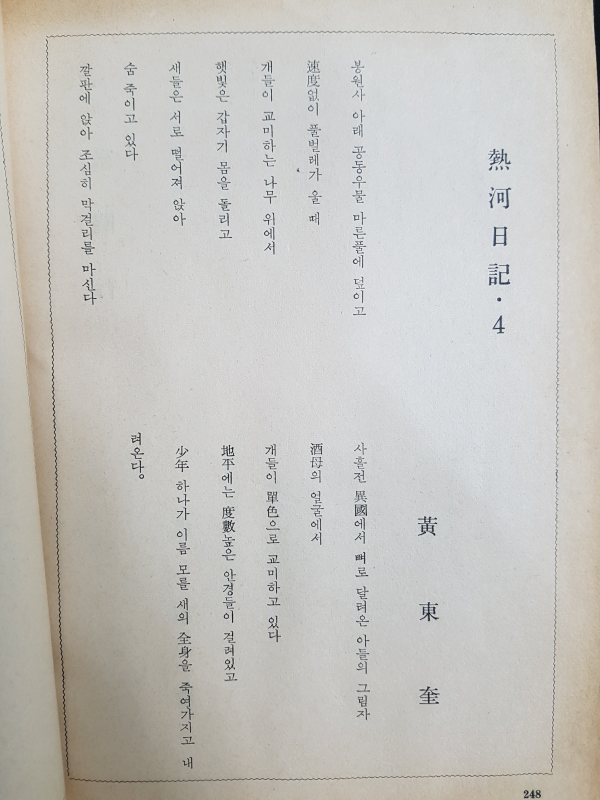 熱河日記·4
黃東奎
봉원사 아래 공동우물 마른풀에 덮이고
速度없이 풀벌레가 울 때
개들이 교미하는 나무 위에서
햇빛은 갑자기 몸을 돌리고
새들은 서로 떨어져 앉아
숨 죽이고 있다
깔판에 앉아 조심히 막걸리를 마신다
사흘전 異國에서 뼈로 달려온 아들의 그림자
酒母의 얼굴에서
개들이 單色으로 교미하고 있다
地平에는 度數높은 안경들이 걸려있고
少年 하나가 이름 모를 새의 全身을 죽여가지고 내
려온다。
248